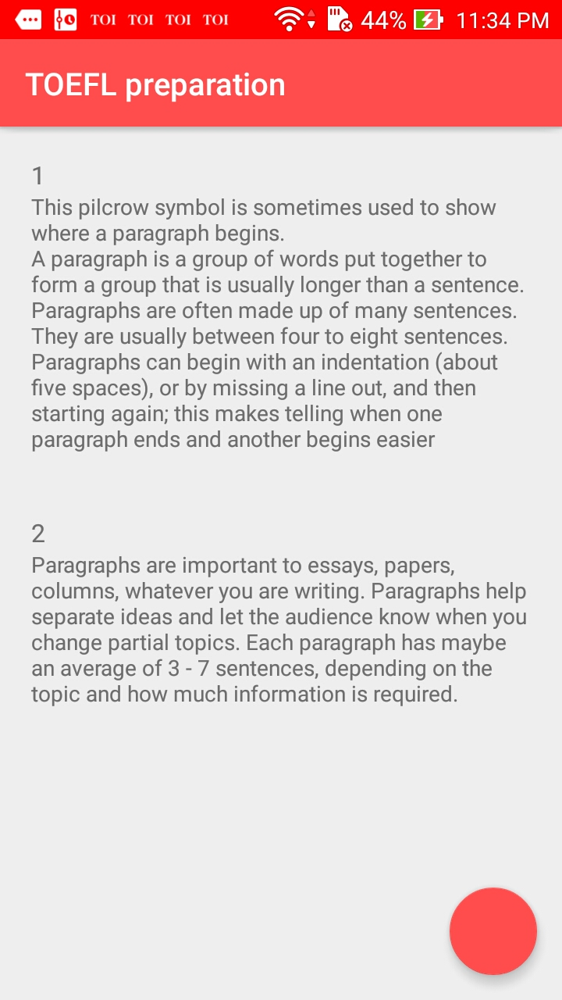 TOI TOI TOI TOI 44% 11:34 PM
TOEFL preparation
1
This pilcrow symbol is sometimes used to show
where a paragraph begins.
A paragraph is a group of words put together to
form a group that is usually longer than a sentence.
Paragraphs are often made up of many sentences.
They are usually between four to eight sentences.
Paragraphs can begin with an indentation (about
five spaces), or by missing a line out, and then
starting again; this makes telling when one
paragraph ends and another begins easier
2
Paragraphs are important to essays, papers,
columns, whatever you are writing. Paragraphs help
separate ideas and let the audience know when you
change partial topics. Each paragraph has maybe
an average of 3 - 7 sentences, depending on the
topic and how much information is required.